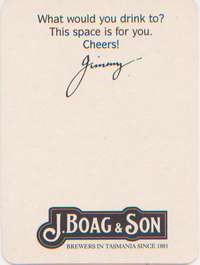 What would you drink to?
This space is for you.
Cheers!
Jimmy
J. BOAG & SON
BREWERS IN TASMANIA SINCE 1881